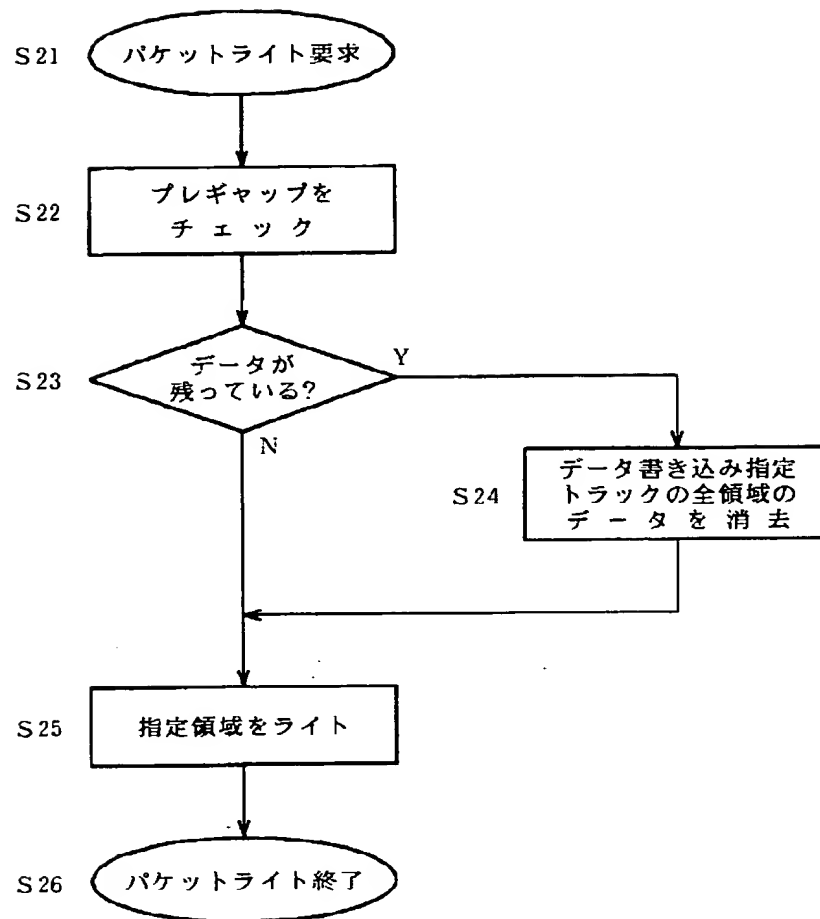 S21
パケットライト要求
S22
プレギャップを
チェック
S23
データが
残っている?
Y
N
S24
データ書き込み指定
トラックの全領域の
データを消去
S25
指定領域をライト
S26
パケットライト終了